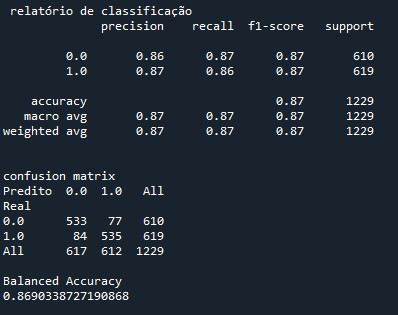 relatório de classificação
precision recall f1-score support
0.0 0.86 0.87 0.87 610
1.0 0.87 0.86 0.87 619
accuracy 0.87 1229
macro avg 0.87 0.87 0.87 1229
weighted avg 0.87 0.87 0.87 1229
confusion matrix
Predito 0.0 1.0 All
Real
0.0 533 77 610
1.0 84 535 619
All 617 612 1229
Balanced Accuracy
0.8690338727190868